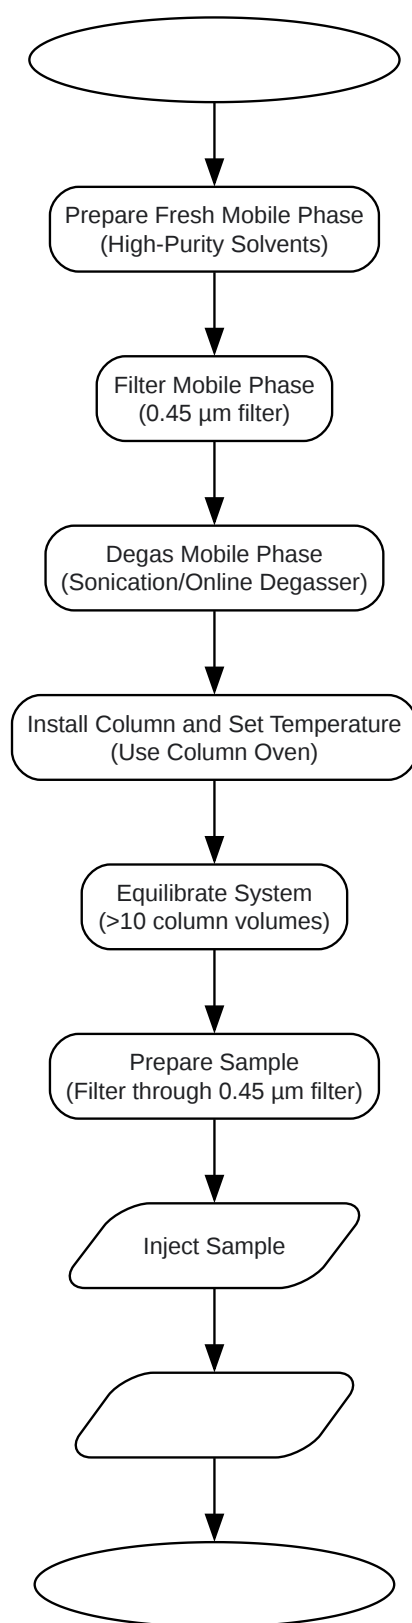 Prepare Fresh Mobile Phase
(High-Purity Solvents)
Filter Mobile Phase
(0.45 µm filter)
Degas Mobile Phase
(Sonication/Online Degasser)
Install Column and Set Temperature
(Use Column Oven)
Equilibrate System
(>10 column volumes)
Prepare Sample
(Filter through 0.45 µm filter)
Inject Sample